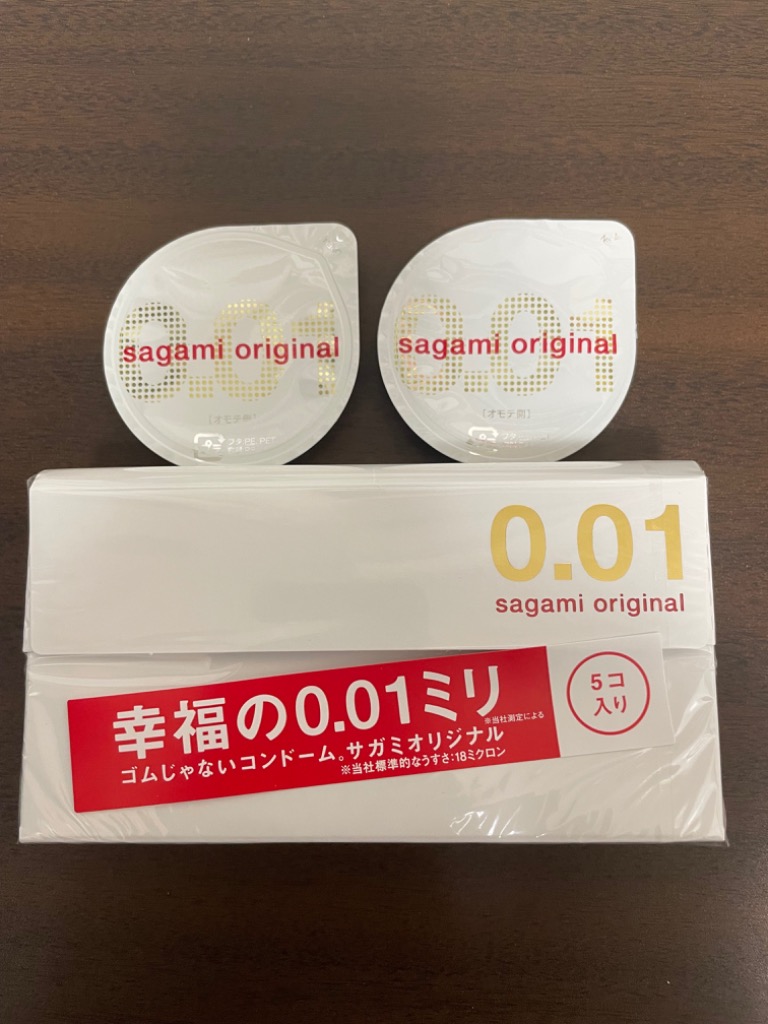 0.01
sagami original
[オモテ側]
0.01
sagami original
[オモテ側]
0.01
sagami original
幸福の0.01ミリ
※当社測定による
ゴムじゃないコンドーム。サガミオリジナル
※当社標準的なうすさ:18ミクロン
5コ
入り